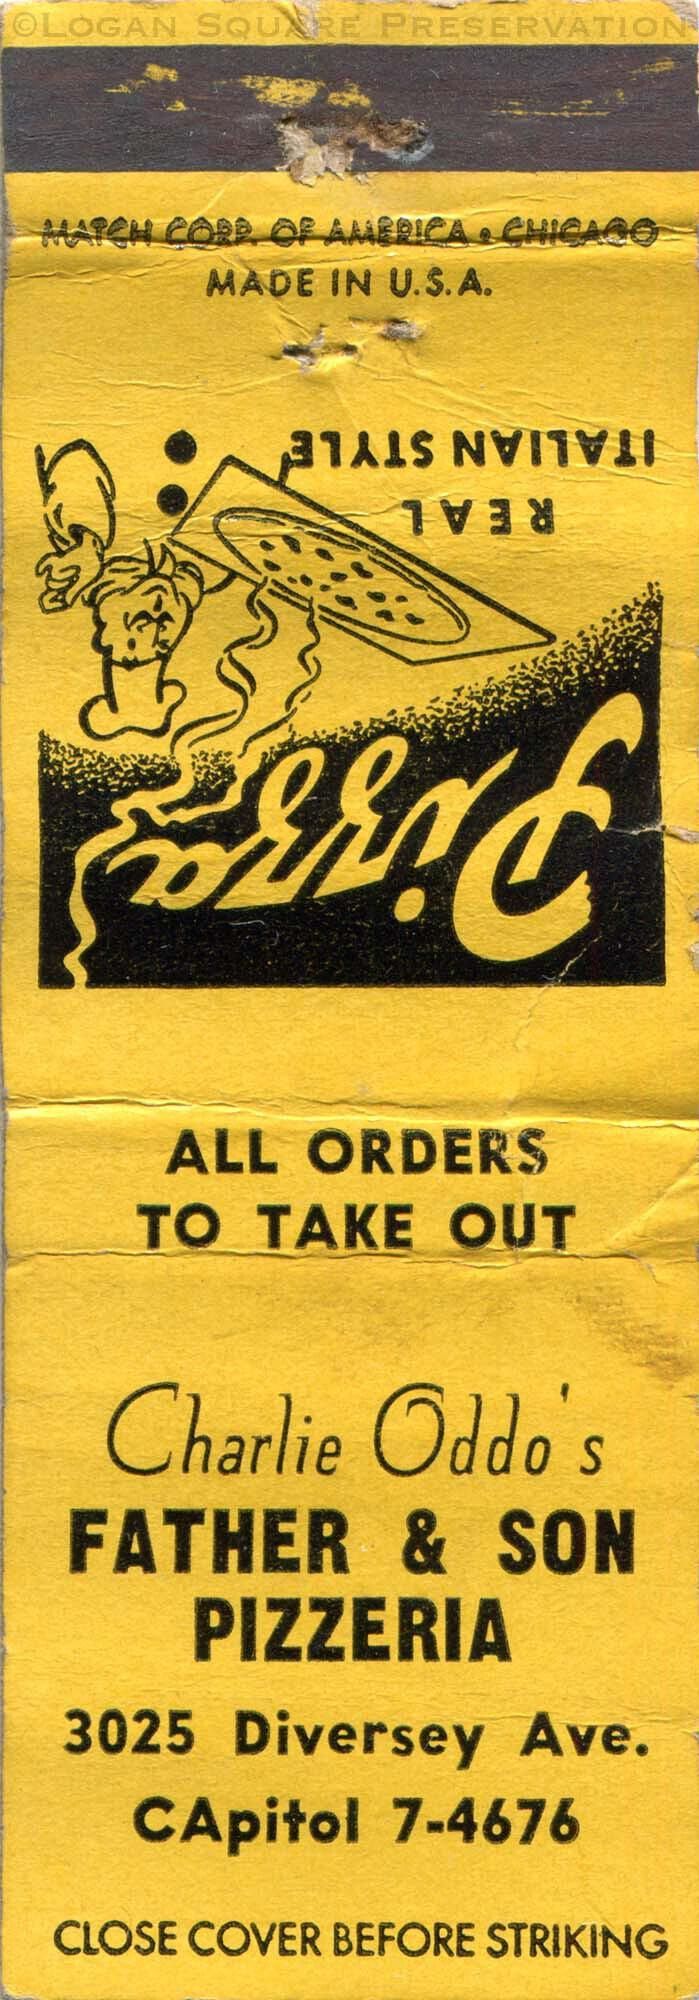 ©LOGAN SQUARE PRESERVATION
MATCH CORP. OF AMERICA • CHICAGO
MADE IN U.S.A.
REAL
ITALIAN STYLE
Pizza
ALL ORDERS
TO TAKE OUT
Charlie Oddo's
FATHER & SON
PIZZERIA
3025 Diversey Ave.
CApitol 7-4676
CLOSE COVER BEFORE STRIKING